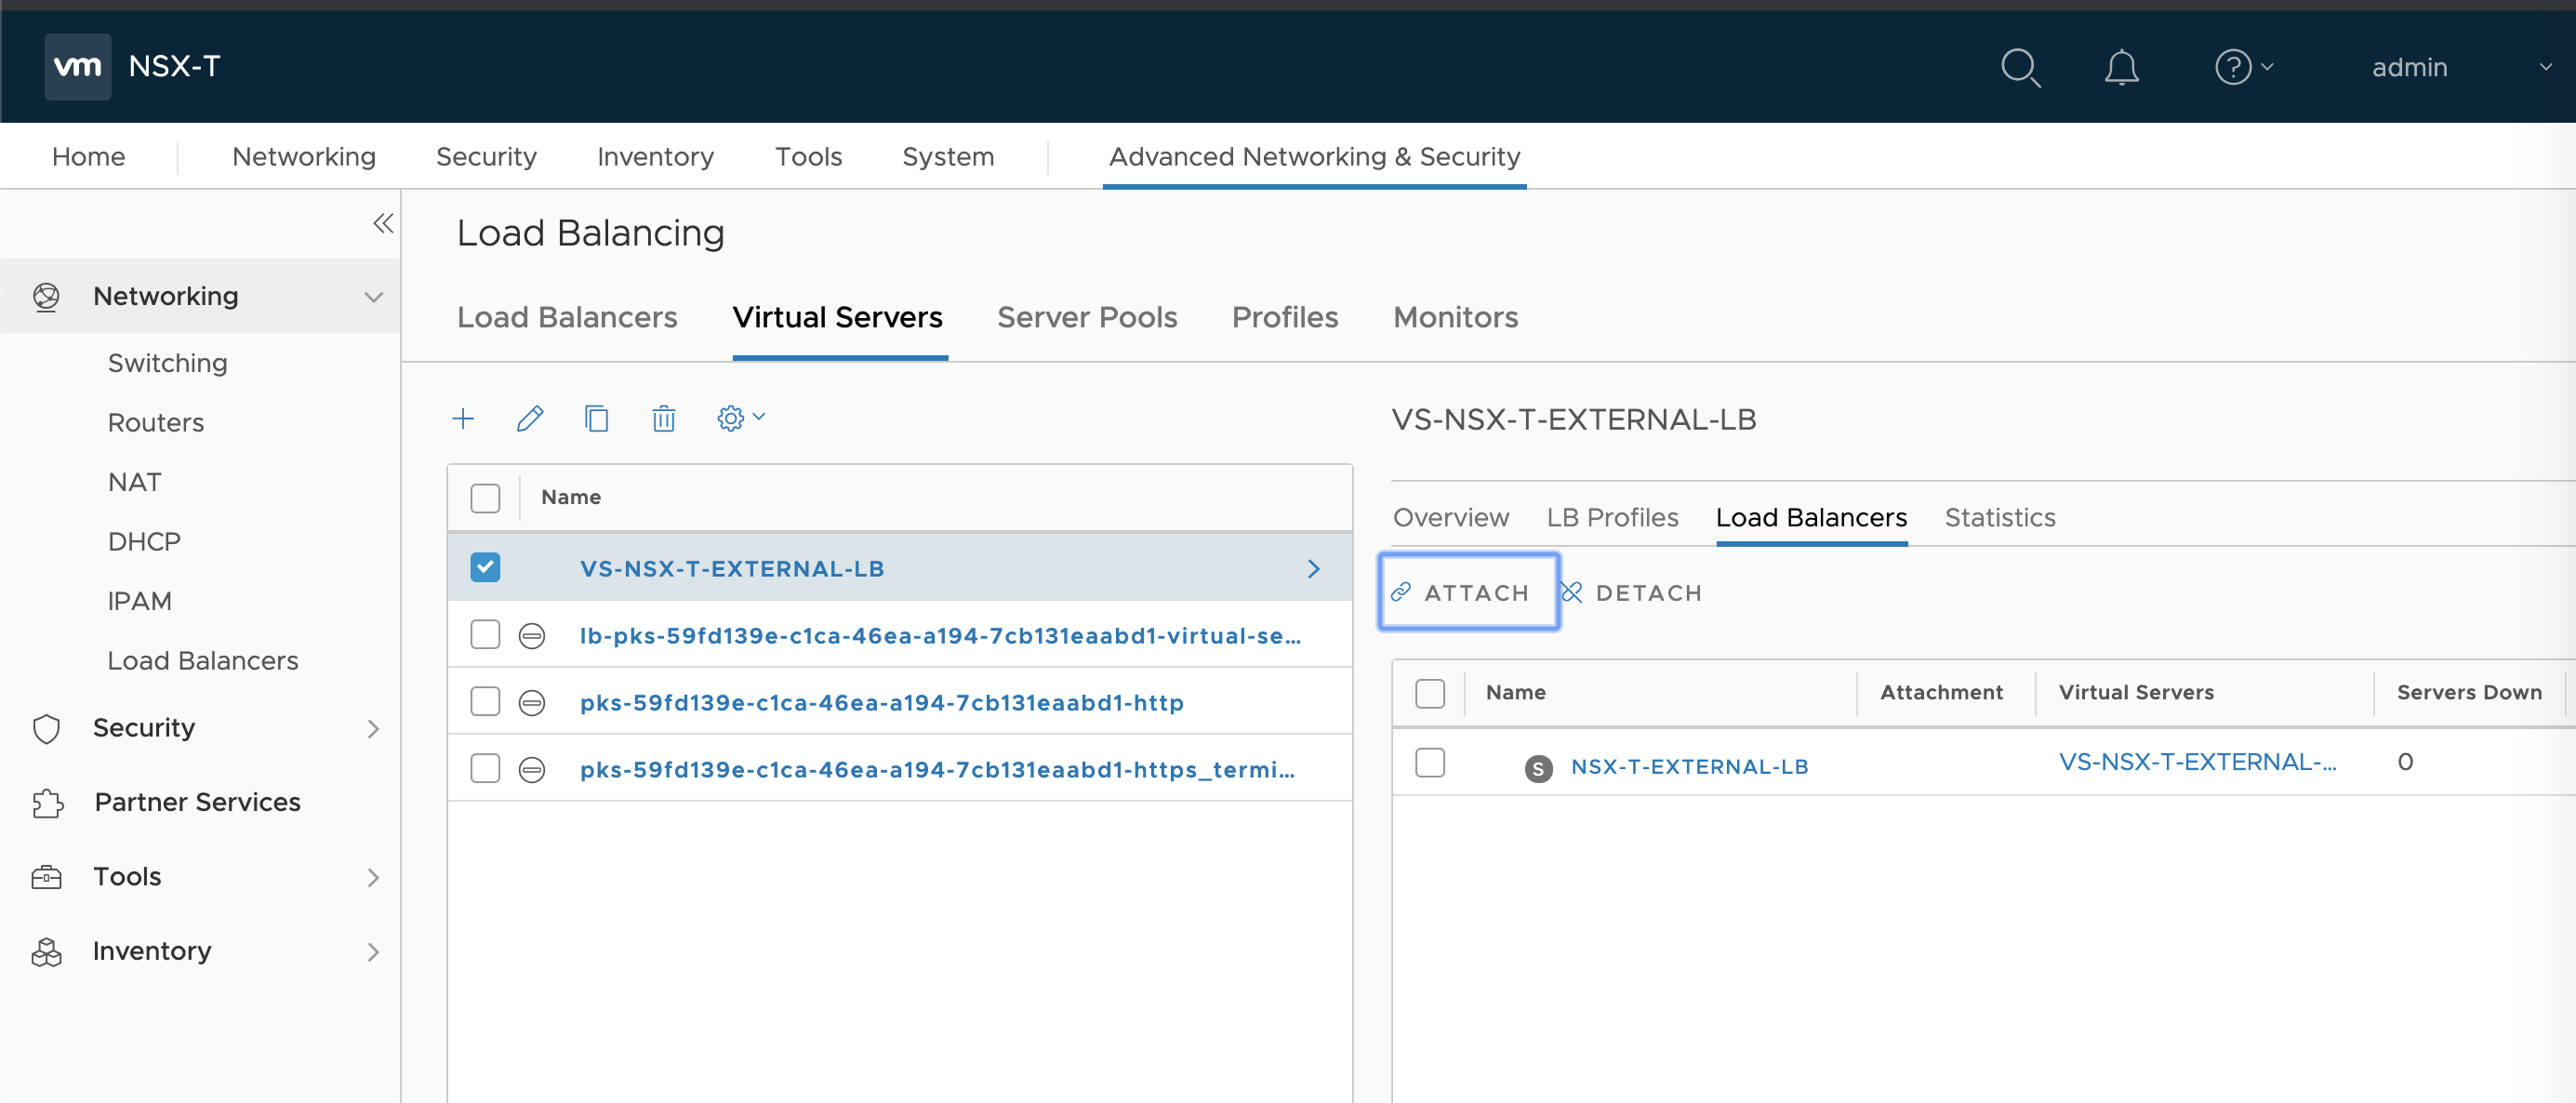 vm NSX-T admin
Home Networking Security Inventory Tools System Advanced Networking & Security
Load Balancing
Networking
Switching
Routers
NAT
DHCP
IPAM
Load Balancers
Security
Partner Services
Tools
Inventory
Load Balancers Virtual Servers Server Pools Profiles Monitors
Name
VS-NSX-T-EXTERNAL-LB
lb-pks-59fd139e-c1ca-46ea-a194-7cb131eaabd1-virtual-se...
pks-59fd139e-c1ca-46ea-a194-7cb131eaabd1-http
pks-59fd139e-c1ca-46ea-a194-7cb131eaabd1-https_termi...
VS-NSX-T-EXTERNAL-LB
Overview LB Profiles Load Balancers Statistics
ATTACH DETACH
Name Attachment Virtual Servers Servers Down
S NSX-T-EXTERNAL-LB VS-NSX-T-EXTERNAL-... 0